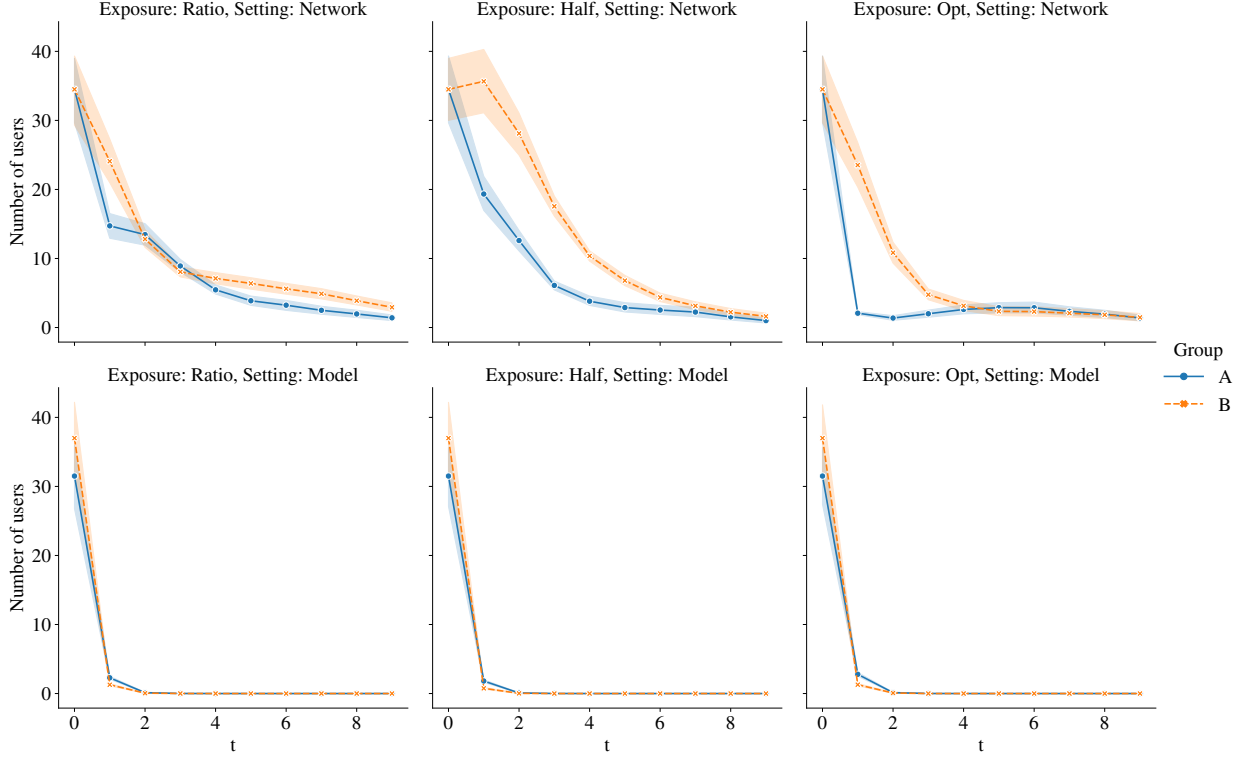 Exposure: Ratio, Setting: Network
Exposure: Half, Setting: Network
Exposure: Opt, Setting: Network
Number of users
40
30
20
10
0
Group
A
B
Exposure: Ratio, Setting: Model
Exposure: Half, Setting: Model
Exposure: Opt, Setting: Model
Number of users
40
30
20
10
0
0 2 4 6 8
0 2 4 6 8
0 2 4 6 8
t
t
t